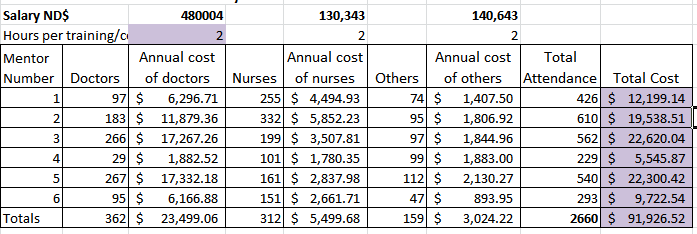 Salary ND$ 480004 130,343 140,643
Hours per training/c 2 2 2
Mentor Annual cost Annual cost Annual cost Total
Number Doctors of doctors Nurses of nurses Others of others Attendance Total Cost
1 97 $ 6,296.71 255 $ 4,494.93 74 $ 1,407.50 426 $ 12,199.14
2 183 $ 11,879.36 332 $ 5,852.23 95 $ 1,806.92 610 $ 19,538.51
3 266 $ 17,267.26 199 $ 3,507.81 97 $ 1,844.96 562 $ 22,620.04
4 29 $ 1,882.52 101 $ 1,780.35 99 $ 1,883.00 229 $ 5,545.87
5 267 $ 17,332.18 161 $ 2,837.98 112 $ 2,130.27 540 $ 22,300.42
6 95 $ 6,166.88 151 $ 2,661.71 47 $ 893.95 293 $ 9,722.54
Totals 362 $ 23,499.06 312 $ 5,499.68 159 $ 3,024.22 2660 $ 91,926.52